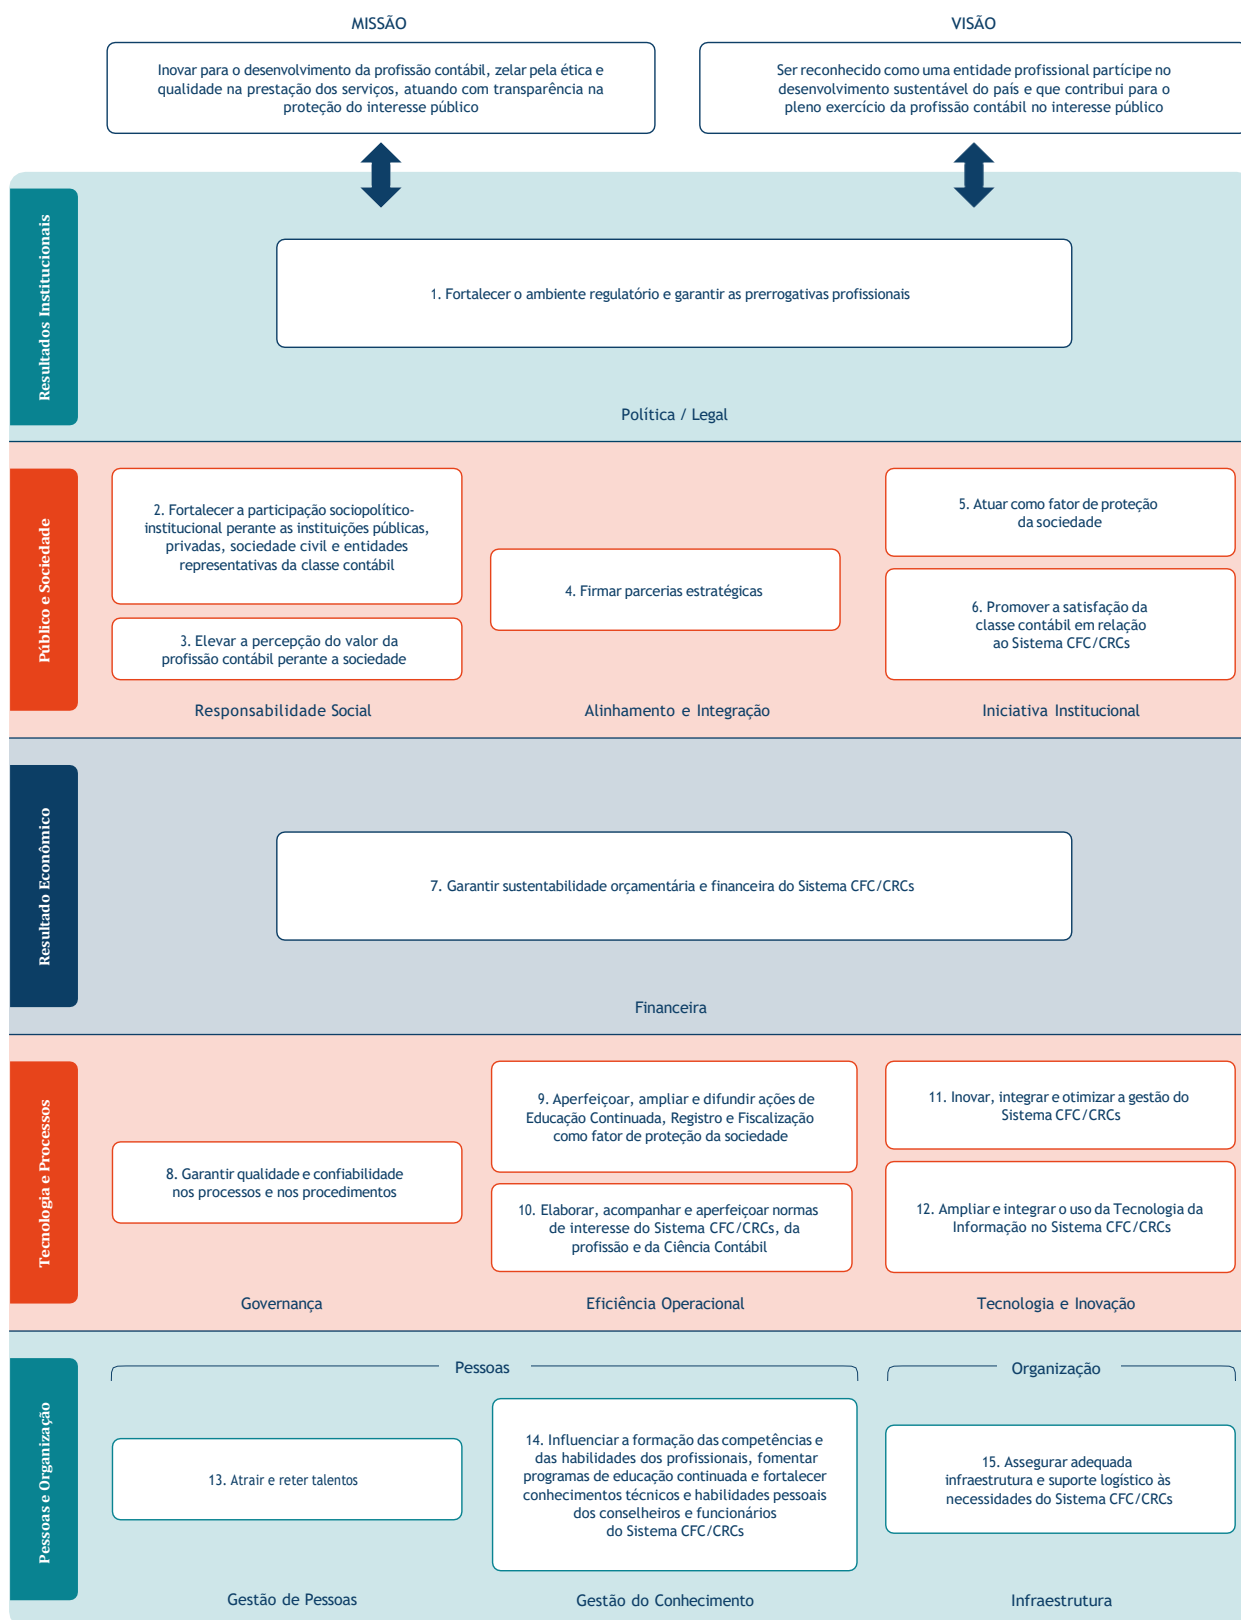 MISSÃO
Inovar para o desenvolvimento da profissão contábil, zelar pela ética e
qualidade na prestação dos serviços, atuando com transparência na
proteção do interesse público
VISÃO
Ser reconhecido como uma entidade profissional partícipe no
desenvolvimento sustentável do país e que contribui para o
pleno exercício da profissão contábil no interesse público
Resultados Institucionais
1. Fortalecer o ambiente regulatório e garantir as prerrogativas profissionais
Política / Legal
Público e Sociedade
2. Fortalecer a participação sociopolítico-
institucional perante as instituições públicas,
privadas, sociedade civil e entidades
representativas da classe contábil
3. Elevar a percepção do valor da
profissão contábil perante a sociedade
Responsabilidade Social
4. Firmar parcerias estratégicas
Alinhamento e Integração
5. Atuar como fator de proteção
da sociedade
6. Promover a satisfação da
classe contábil em relação
ao Sistema CFC/CRCs
Iniciativa Institucional
Resultado Econômico
7. Garantir sustentabilidade orçamentária e financeira do Sistema CFC/CRCs
Financeira
Tecnologia e Processos
8. Garantir qualidade e confiabilidade
nos processos e nos procedimentos
Governança
9. Aperfeiçoar, ampliar e difundir ações de
Educação Continuada, Registro e Fiscalização
como fator de proteção da sociedade
10. Elaborar, acompanhar e aperfeiçoar normas
de interesse do Sistema CFC/CRCs, da
profissão e da Ciência Contábil
Eficiência Operacional
11. Inovar, integrar e otimizar a gestão do
Sistema CFC/CRCs
12. Ampliar e integrar o uso da Tecnologia da
Informação no Sistema CFC/CRCs
Tecnologia e Inovação
Pessoas e Organização
Pessoas
13. Atrair e reter talentos
Gestão de Pessoas
14. Influenciar a formação das competências e
das habilidades dos profissionais, fomentar
programas de educação continuada e fortalecer
conhecimentos técnicos e habilidades pessoais
dos conselheiros e funcionários
do Sistema CFC/CRCs
Gestão do Conhecimento
Organização
15. Assegurar adequada
infraestrutura e suporte logístico às
necesidades do Sistema CFC/CRCs
Infraestrutura